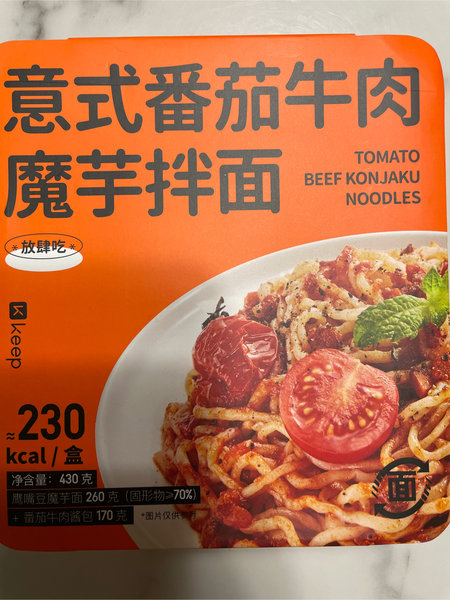 意式番茄牛肉
魔芋拌面
TOMATO
BEEF KONJAKU
NOODLES
*放肆吃*
keep
≈230
kcal / 盒
净含量：430 克
鹰嘴豆魔芋面 260 克（固形物≥70%）
+ 番茄牛肉酱包 170 克
*图片仅供参考
面